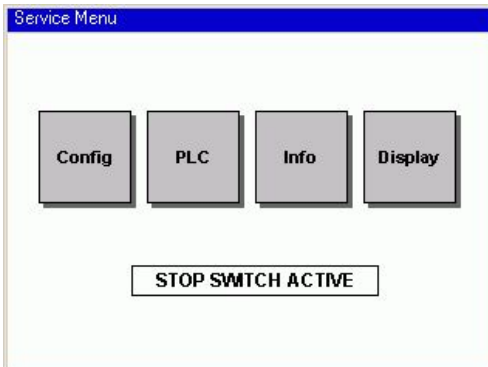 Service Menu
Config PLC Info Display
STOP SWITCH ACTIVE